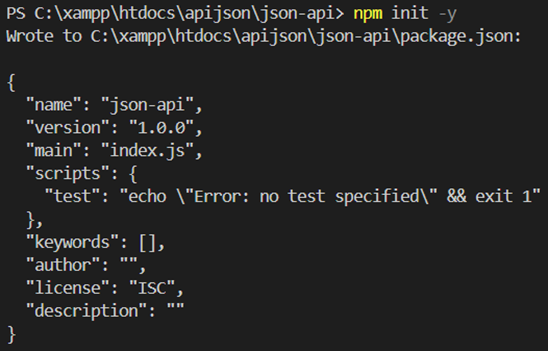 PS C:\xampp\htdocs\apijson\json-api> npm init -y
Wrote to C:\xampp\htdocs\apijson\json-api\package.json:
{
  "name": "json-api",
  "version": "1.0.0",
  "main": "index.js",
  "scripts": {
    "test": "echo \"Error: no test specified\" && exit 1"
  },
  "keywords": [],
  "author": "",
  "license": "ISC",
  "description": ""
}